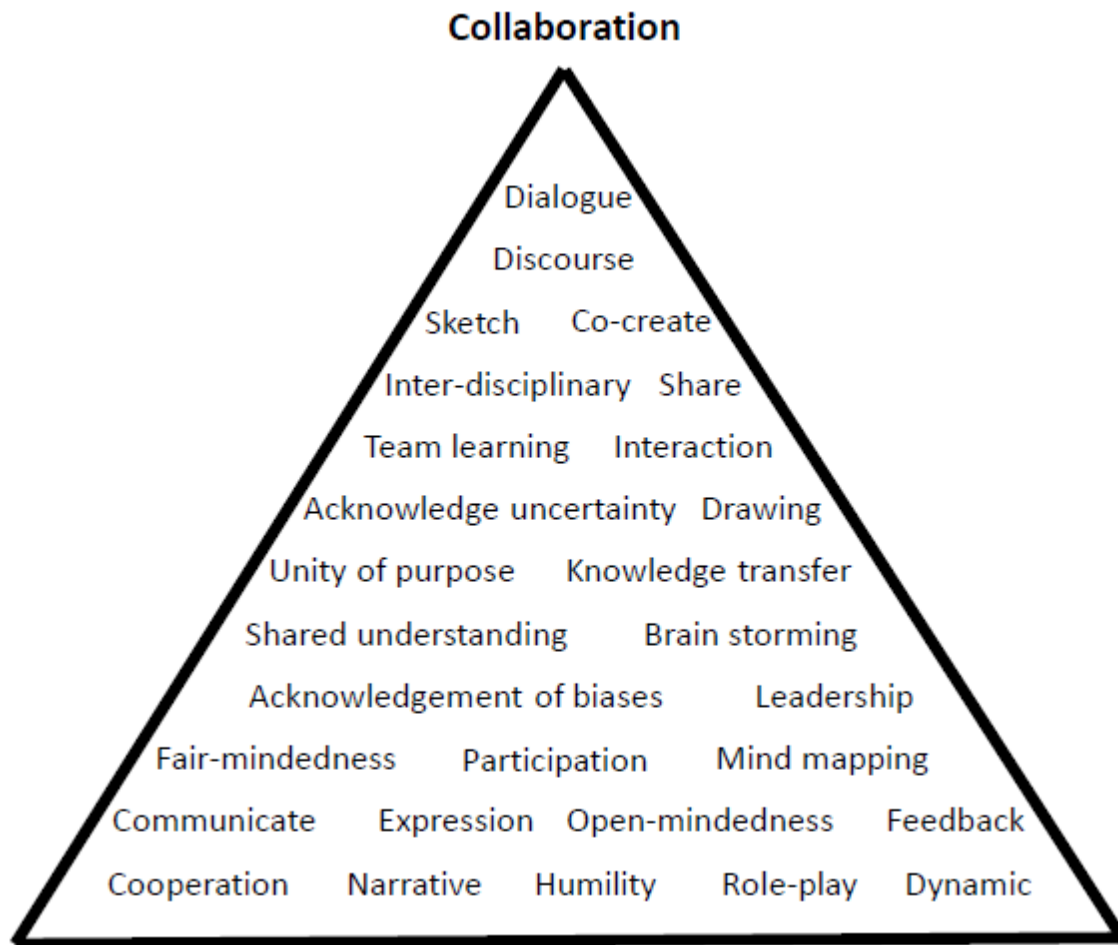 Collaboration
Dialogue
Discourse
Sketch Co-create
Inter-disciplinary Share
Team learning Interaction
Acknowledge uncertainty Drawing
Unity of purpose Knowledge transfer
Shared understanding Brain storming
Acknowledgement of biases Leadership
Fair-mindedness Participation Mind mapping
Communicate Expression Open-mindedness Feedback
Cooperation Narrative Humility Role-play Dynamic